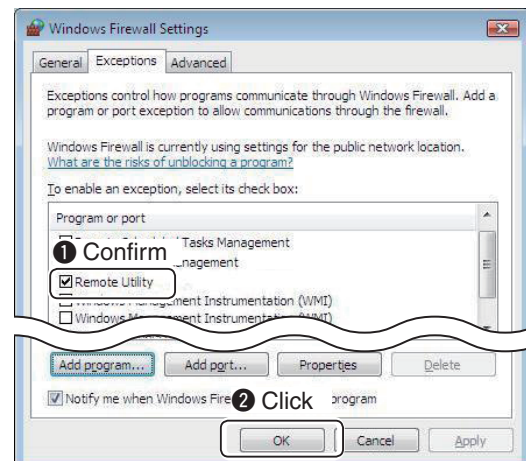 Windows Firewall Settings
General Exceptions Advanced
Exceptions control how programs communicate through Windows Firewall. Add a
program or port exception to allow communications through the firewall.
Windows Firewall is currently using settings for the public network location.
What are the risks of unblocking a program?
To enable an exception, select its check box:
Program or port
Tasks Management
❶ Confirm
Remote Utility
Windows Management Instrumentation (WMI)
Add program... Add port... Properties Delete
Notify me when Windows Fire program
❷ Click
OK Cancel Apply